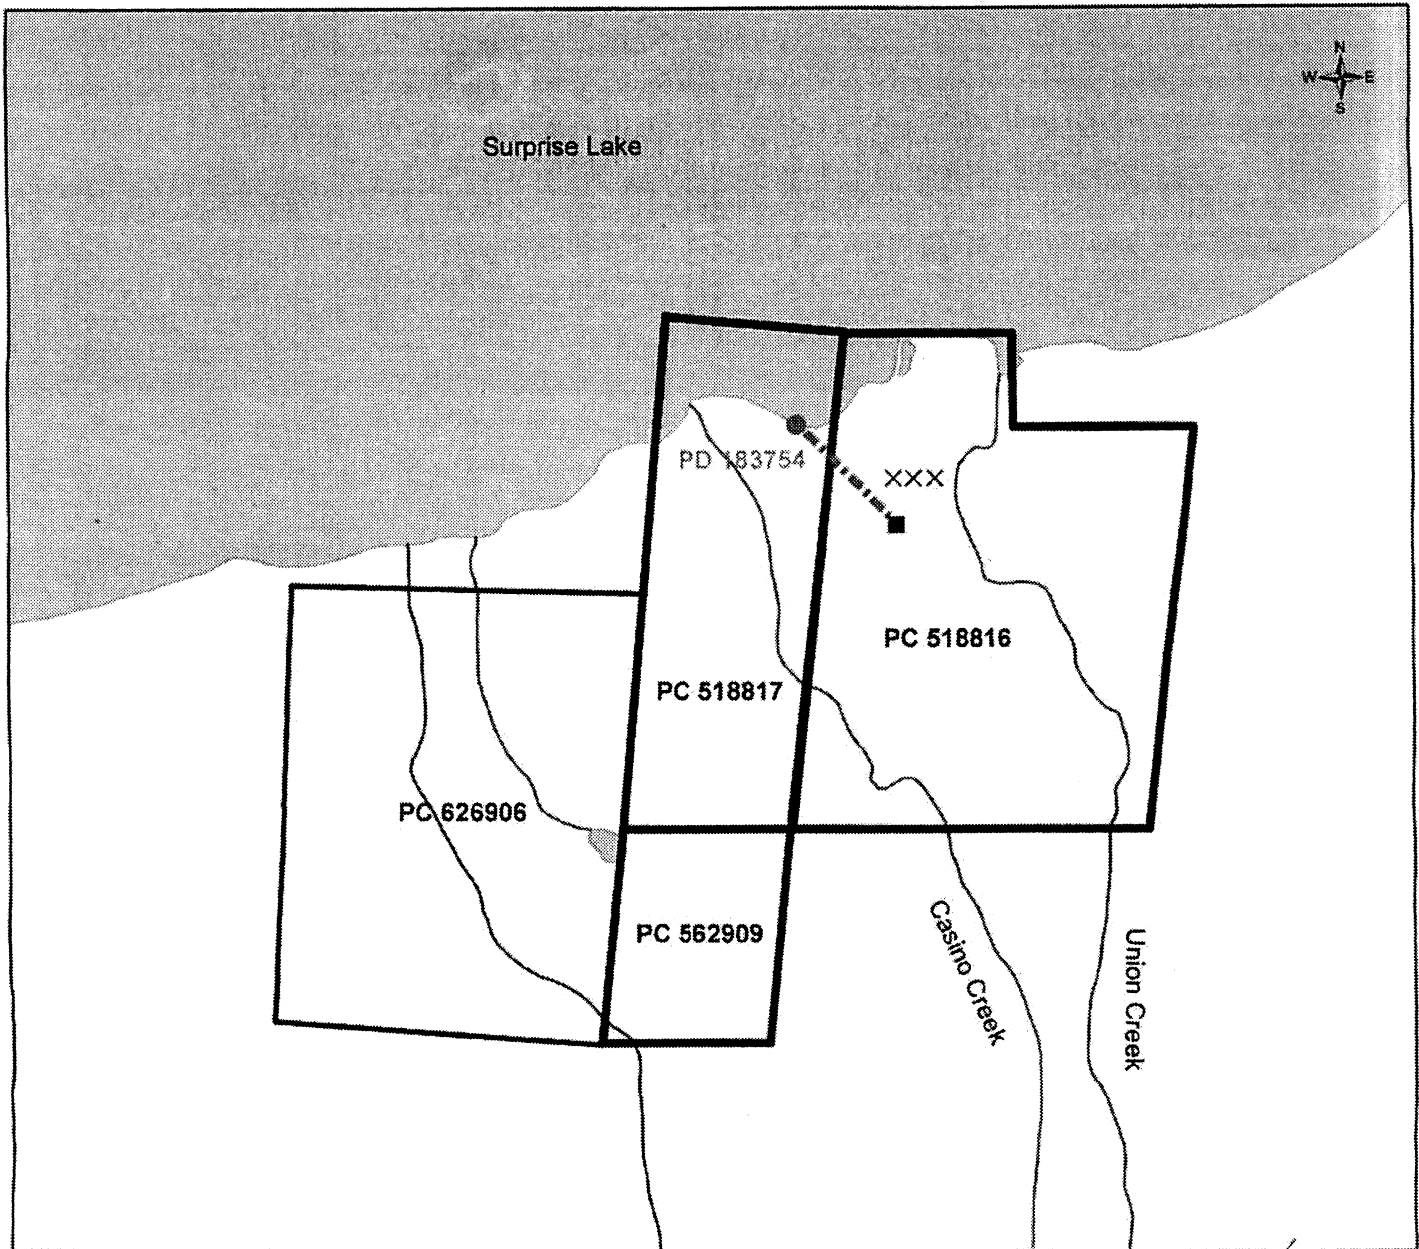 N
W E
S
Surprise Lake
PD 183754
XXX
PC 518816
PC 518817
PC 626906
PC 562909
Casino Creek
Union Creek